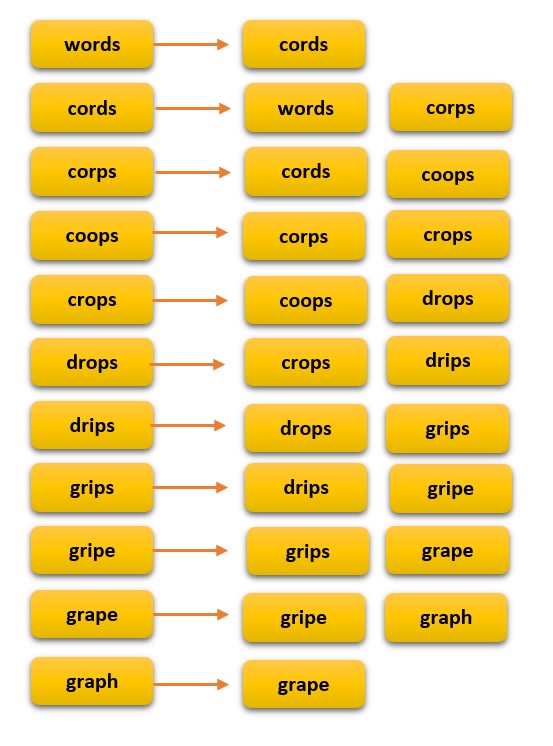 words cords
cords words corps
corps cords coops
coops corps crops
crops coops drops
drops crops drips
drips drops grips
grips drips gripe
gripe grips grape
grape gripe graph
graph grape